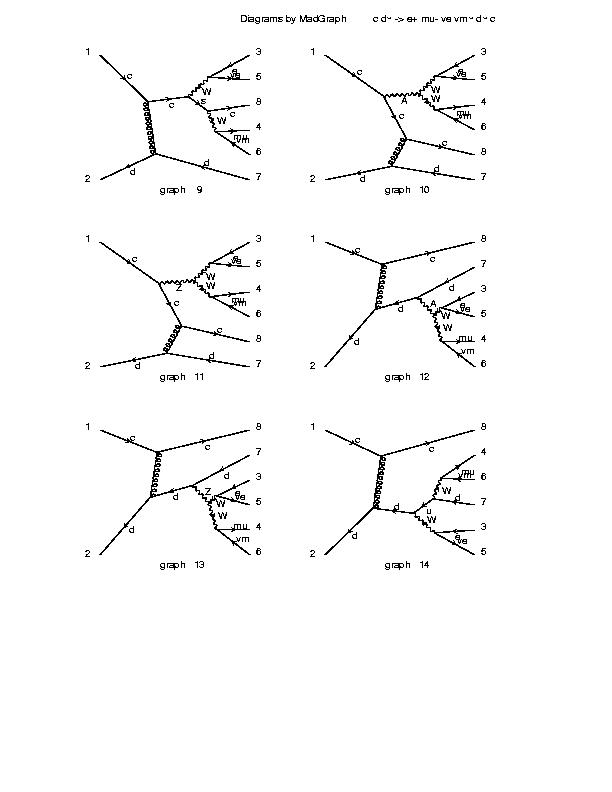 Diagrams by MadGraph c d~ -> e+ mu- ve vm~ d~ c
1 3 1 3
c e ve 5 c e ve 5
W W
c s 8 A W 4
c mu vm
W 4 c 6
mu vm
6 c 8
d d d
2 7 2 7
graph 9 graph 10
1 3 1 8
c e ve 5 c c 7
W
Z W 4 d 3
mu vm
c 6 d A e ve 5
W
c 8 d W mu 4
d d vm
2 7 2 6
graph 11 graph 12
1 8 1 8
c c 7 c c 4
mu vm 6
d 3 W
d Z e ve 5 d 7
W d u
d W mu 4 d W 3
vm e ve
2 6 2 5
graph 13 graph 14